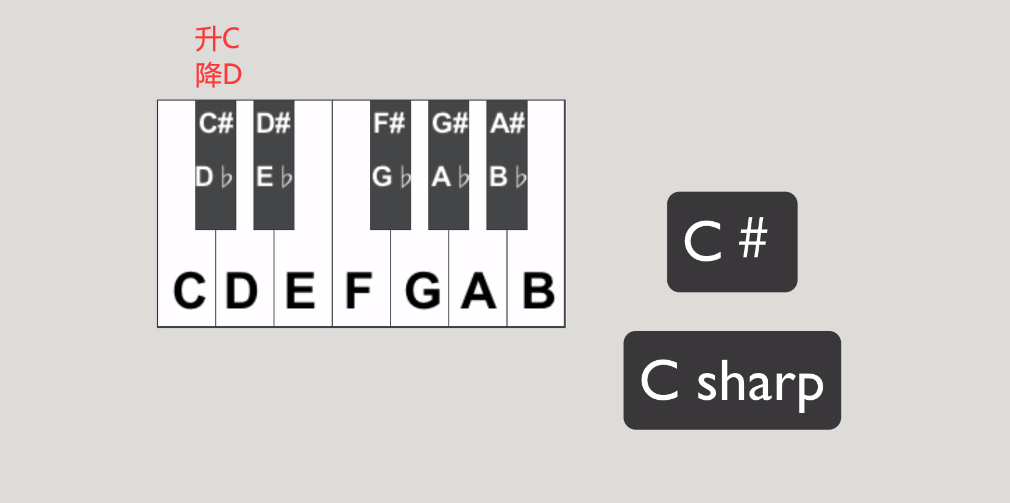 升C
降D
C# D# F# G# A#
D♭ E♭ G♭ A♭ B♭
C D E F G A B
C #
C sharp